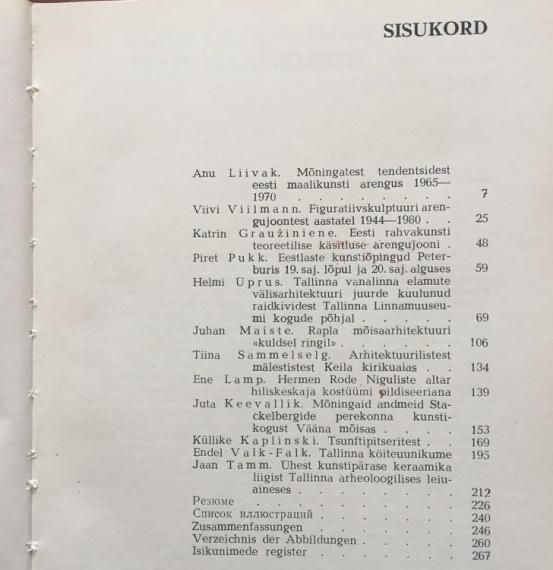 SISUKORD
Anu Liivak. Mõningatest tendentsidest
eesti maalikunsti arengus 1965—
1970 . . . . . . . . 7
Viivi Viilmann. Figuratiivskulptuuri aren-
gujoontest aastatel 1944—1980 . . 25
Katrin Graužiniene. Eesti rahvakunsti
teoreetilise käsitluse arengujooni . 48
Piret Pukk. Eestlaste kunstiõpingud Peter-
buris 19. saj. lõpul ja 20. saj. alguses 59
Helmi Üprus. Tallinna vanalinna elamute
välisarhitektuuri juurde kuulunud
raidkividest Tallinna Linnamuuseu-
mi kogude põhjal . . . . . 69
Juhan Maiste. Rapla mõisaarhitektuuri
«kuldsel ringil» . . . . . . 106
Tiina Sammelselg. Arhitektuurilistest
mälestistest Keila kirikuaias . . 134
Ene Lamp. Hermen Rode Niguliste altar
hiliskeskaja kostüümi pildiseeriana 139
Juta Keevallik. Mõningaid andmeid Sta-
ckelbergide perekonna kunsti-
kogust Vääna mõisas . . . . 153
Küllike Kaplinski. Tsunftipitseritest . . 169
Endel Valk-Falk. Tallinna köiteuunikume 195
Jaan Tamm. Ühest kunstipärase keraamika
liigist Tallinna arheoloogilises leiu-
aineses . . . . . . . . 212
Резюме . . . . . . . . 226
Список иллюстраций . . . . . 240
Zusammenfassungen . . . . . 246
Verzeichnis der Abbildungen . . . . 260
Isikunimede register . . . . . 267